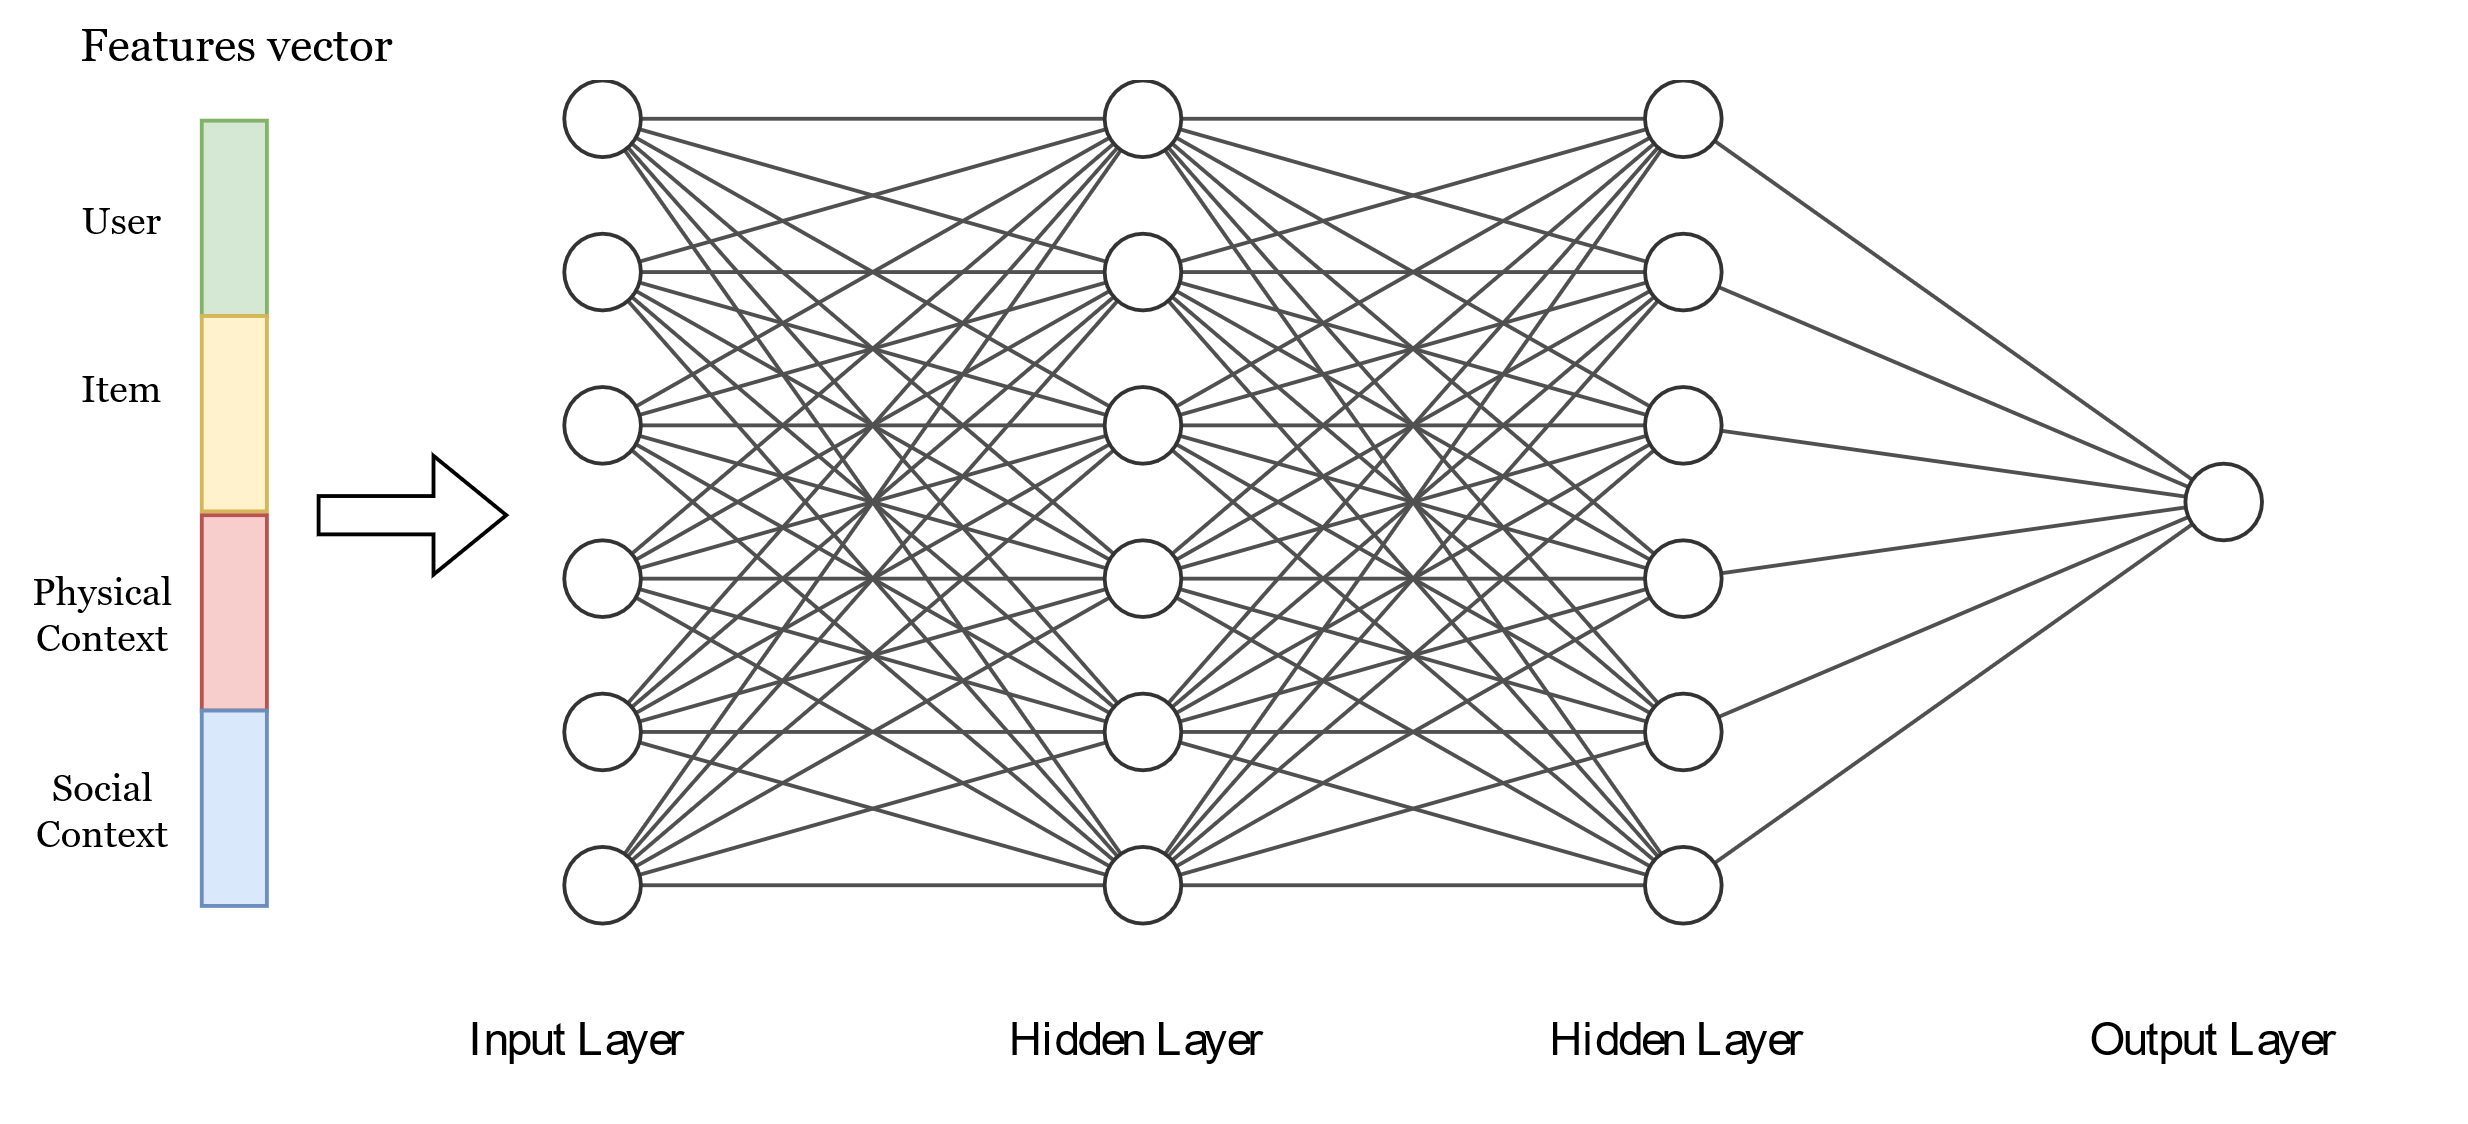 Features vector
User
Item
Physical
Context
Social
Context
Input Layer
Hidden Layer
Hidden Layer
Output Layer